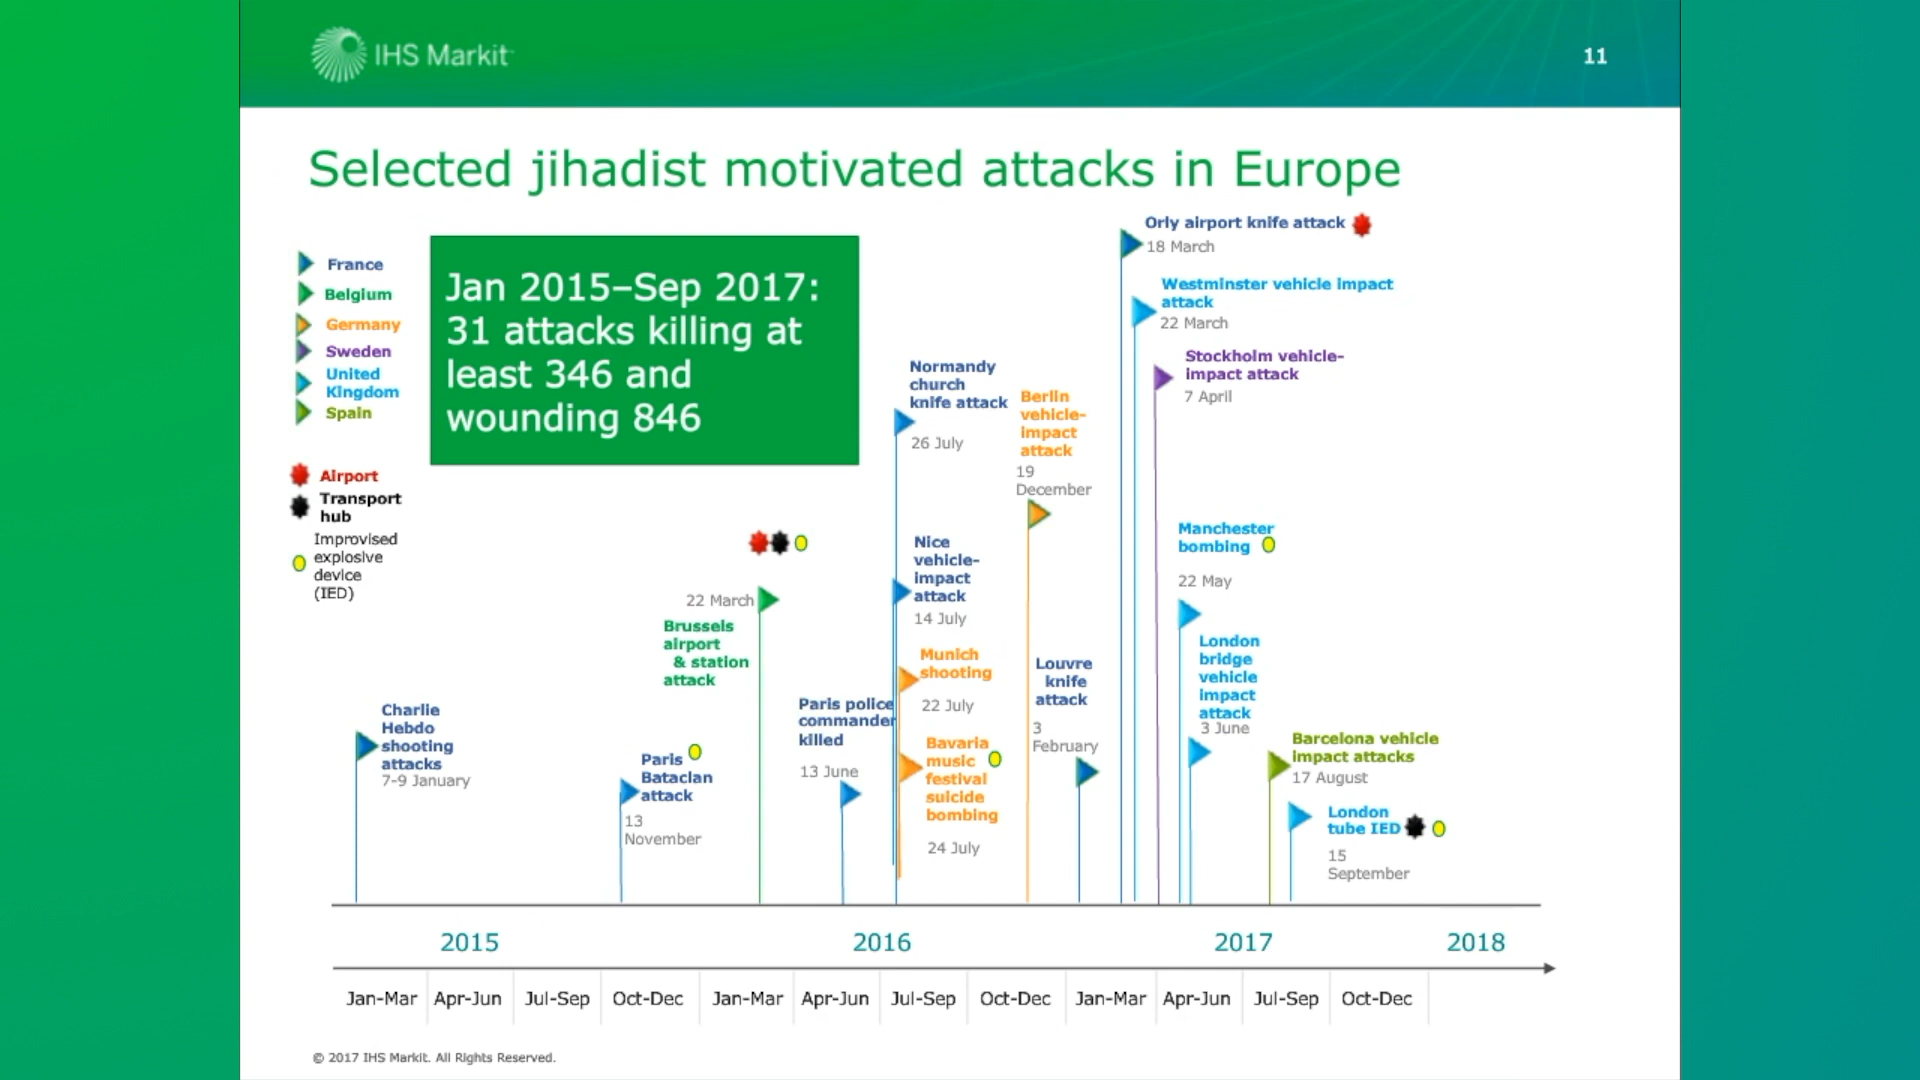 IHS Markit
11
Selected jihadist motivated attacks in Europe
France
Belgium
Germany
Sweden
United
Kingdom
Spain
Airport
Transport
hub
Improvised
explosive
device
(IED)
Jan 2015–Sep 2017:
31 attacks killing at
least 346 and
wounding 846
Charlie
Hebdo
shooting
attacks
7-9 January
Paris
Bataclan
attack
13
November
22 March
Brussels
airport
& station
attack
Paris police
commander
killed
13 June
Normandy
church
knife attack
26 July
Nice
vehicle-
impact
attack
14 July
Munich
shooting
22 July
Bavaria
music
festival
suicide
bombing
24 July
Berlin
vehicle-
impact
attack
19
December
Louvre
knife
attack
3
February
Orly airport knife attack
18 March
Westminster vehicle impact
attack
22 March
Stockholm vehicle-
impact attack
7 April
Manchester
bombing
22 May
London
bridge
vehicle
impact
attack
3 June
Barcelona vehicle
impact attacks
17 August
London
tube IED
15
September
2015 2016 2017 2018
Jan-Mar Apr-Jun Jul-Sep Oct-Dec Jan-Mar Apr-Jun Jul-Sep Oct-Dec Jan-Mar Apr-Jun Jul-Sep Oct-Dec
© 2017 IHS Markit. All Rights Reserved.